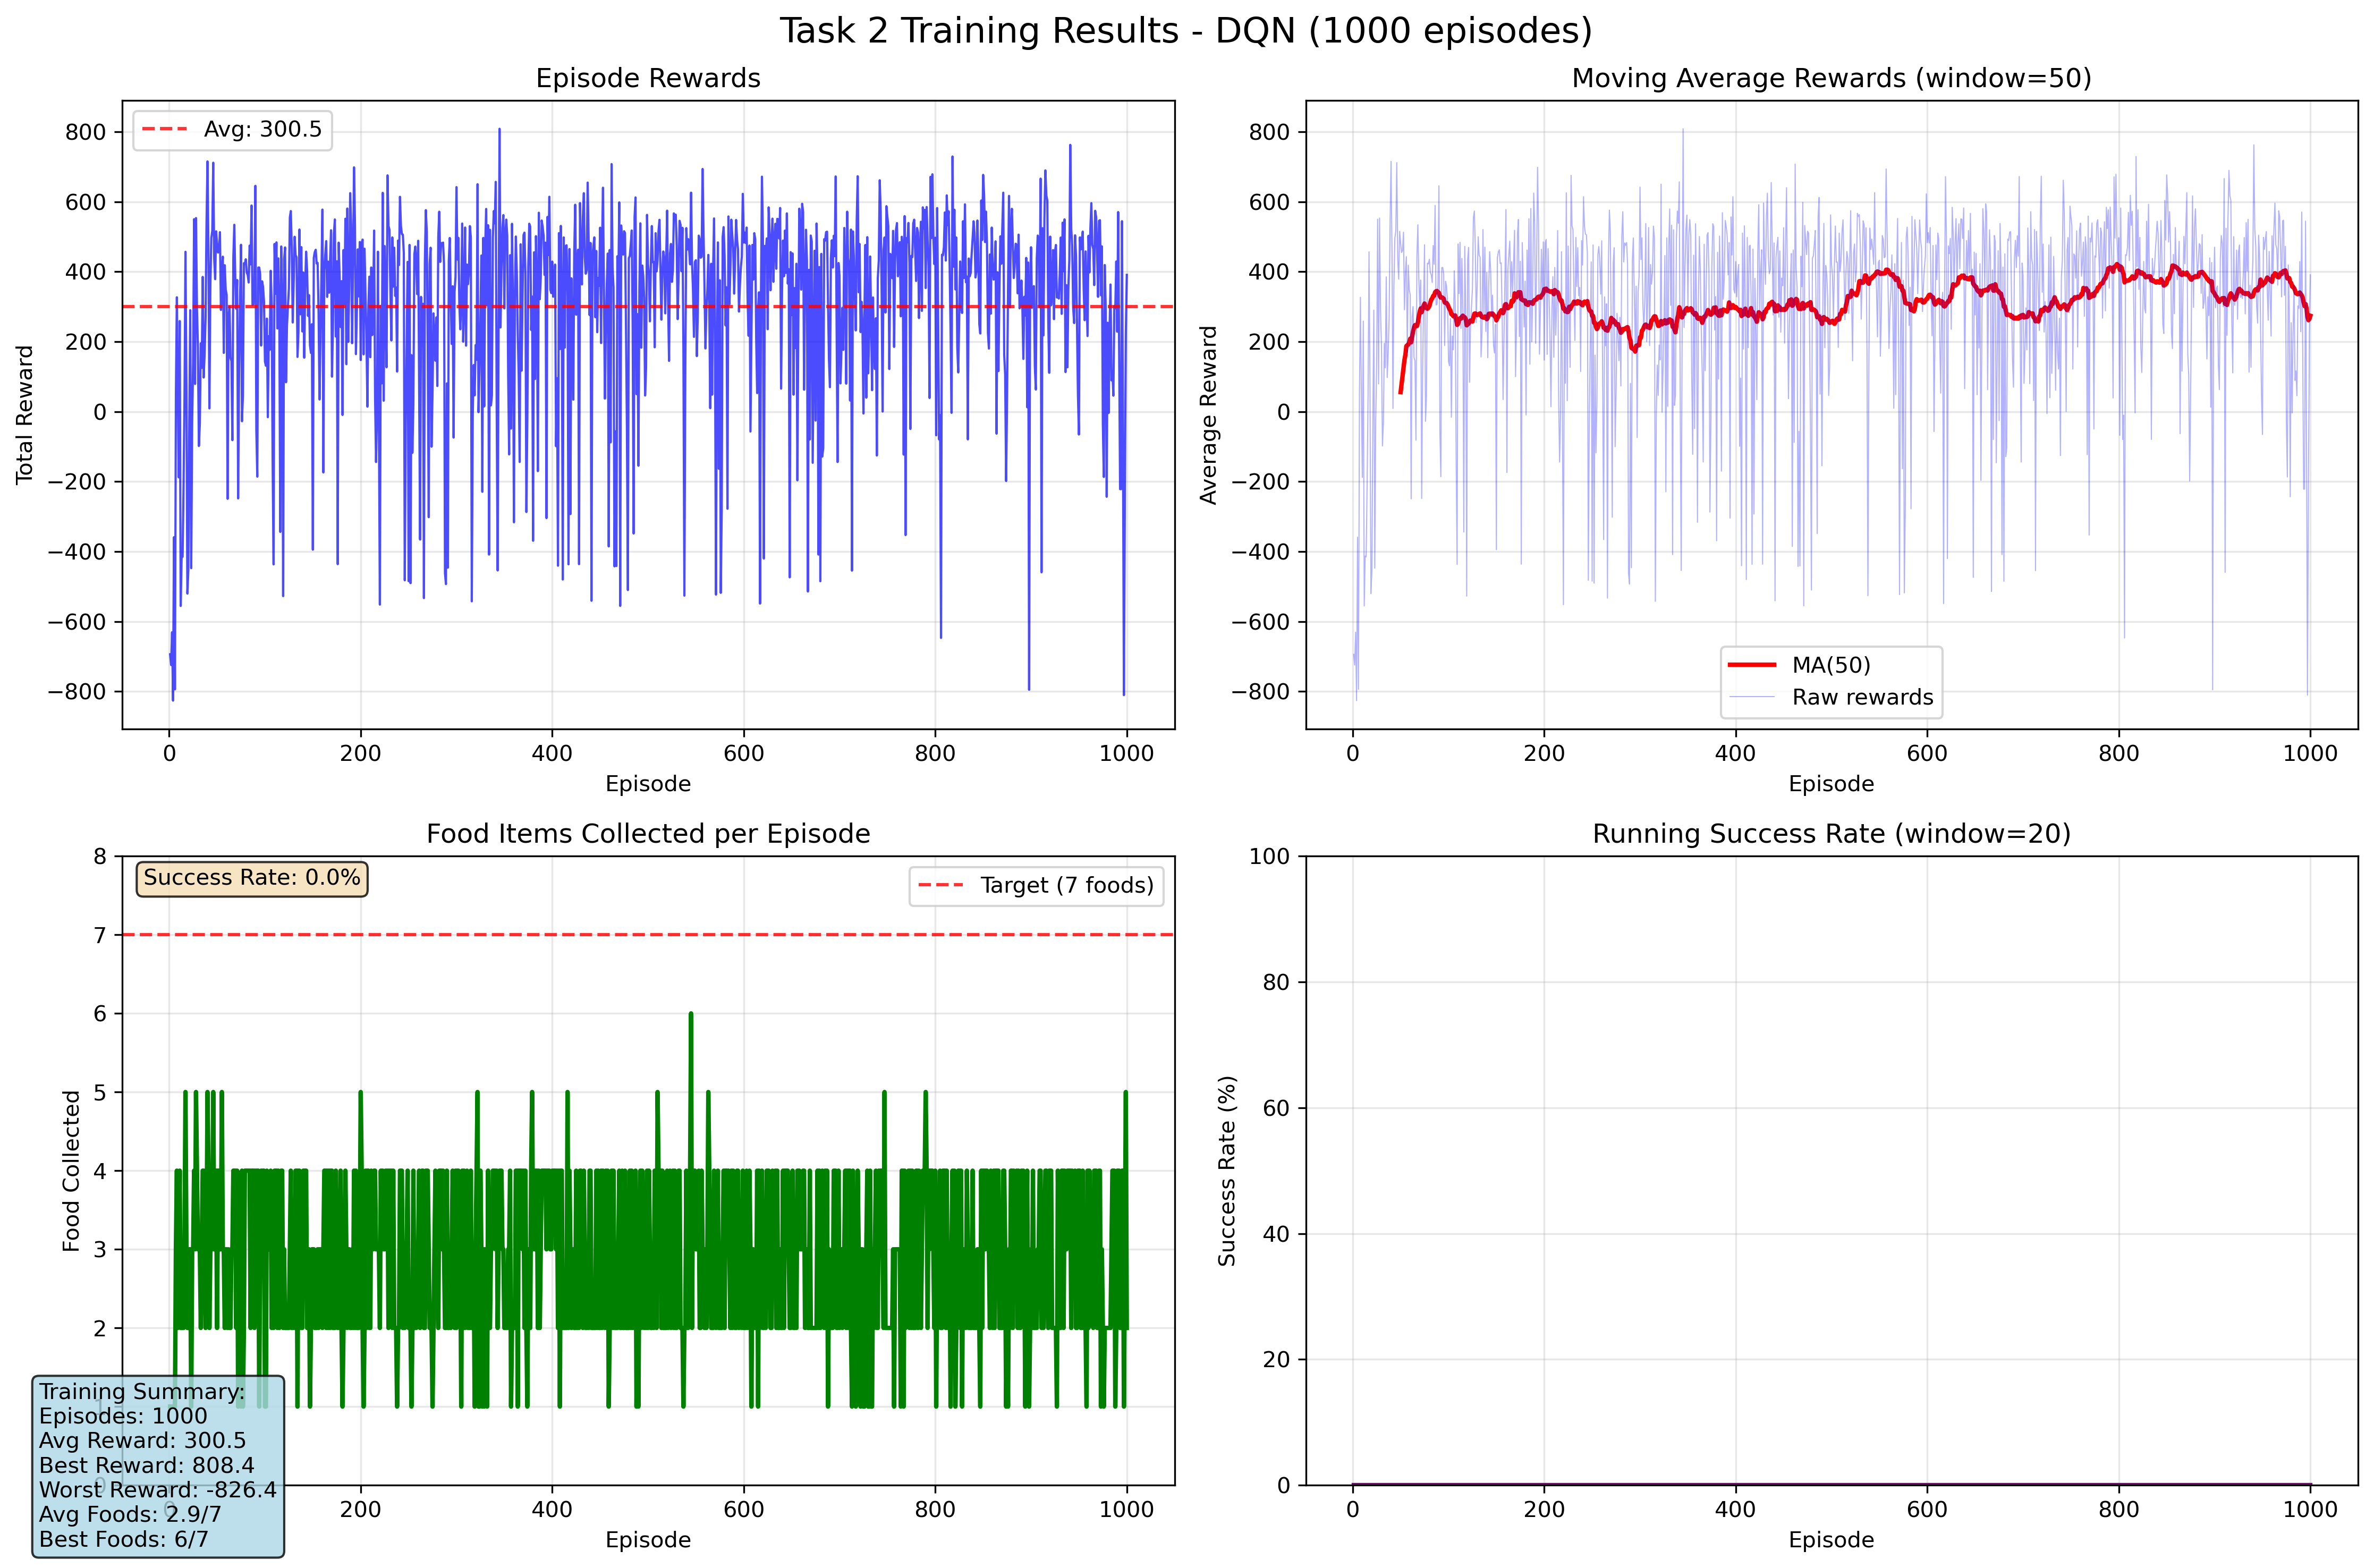 Task 2 Training Results - DQN (1000 episodes)
Episode Rewards
Avg: 300.5
800
600
400
200
0
−200
−400
−600
−800
Total Reward
0 200 400 600 800 1000
Episode
Moving Average Rewards (window=50)
800
600
400
200
0
−200
−400
−600
−800
Average Reward
MA(50)
Raw rewards
0 200 400 600 800 1000
Episode
Food Items Collected per Episode
Success Rate: 0.0%
Target (7 foods)
8
7
6
5
4
3
2
1
0
Food Collected
0 200 400 600 800 1000
Episode
Training Summary:
Episodes: 1000
Avg Reward: 300.5
Best Reward: 808.4
Worst Reward: -826.4
Avg Foods: 2.9/7
Best Foods: 6/7
Running Success Rate (window=20)
100
80
60
40
20
0
Success Rate (%)
0 200 400 600 800 1000
Episode